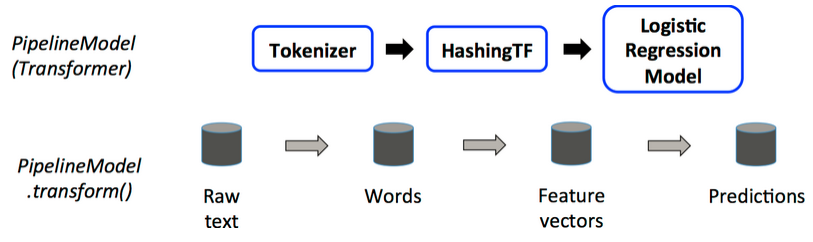 PipelineModel
(Transformer)
Tokenizer
HashingTF
Logistic
Regression
Model
PipelineModel
.transform()
Raw
text
Words
Feature
vectors
Predictions